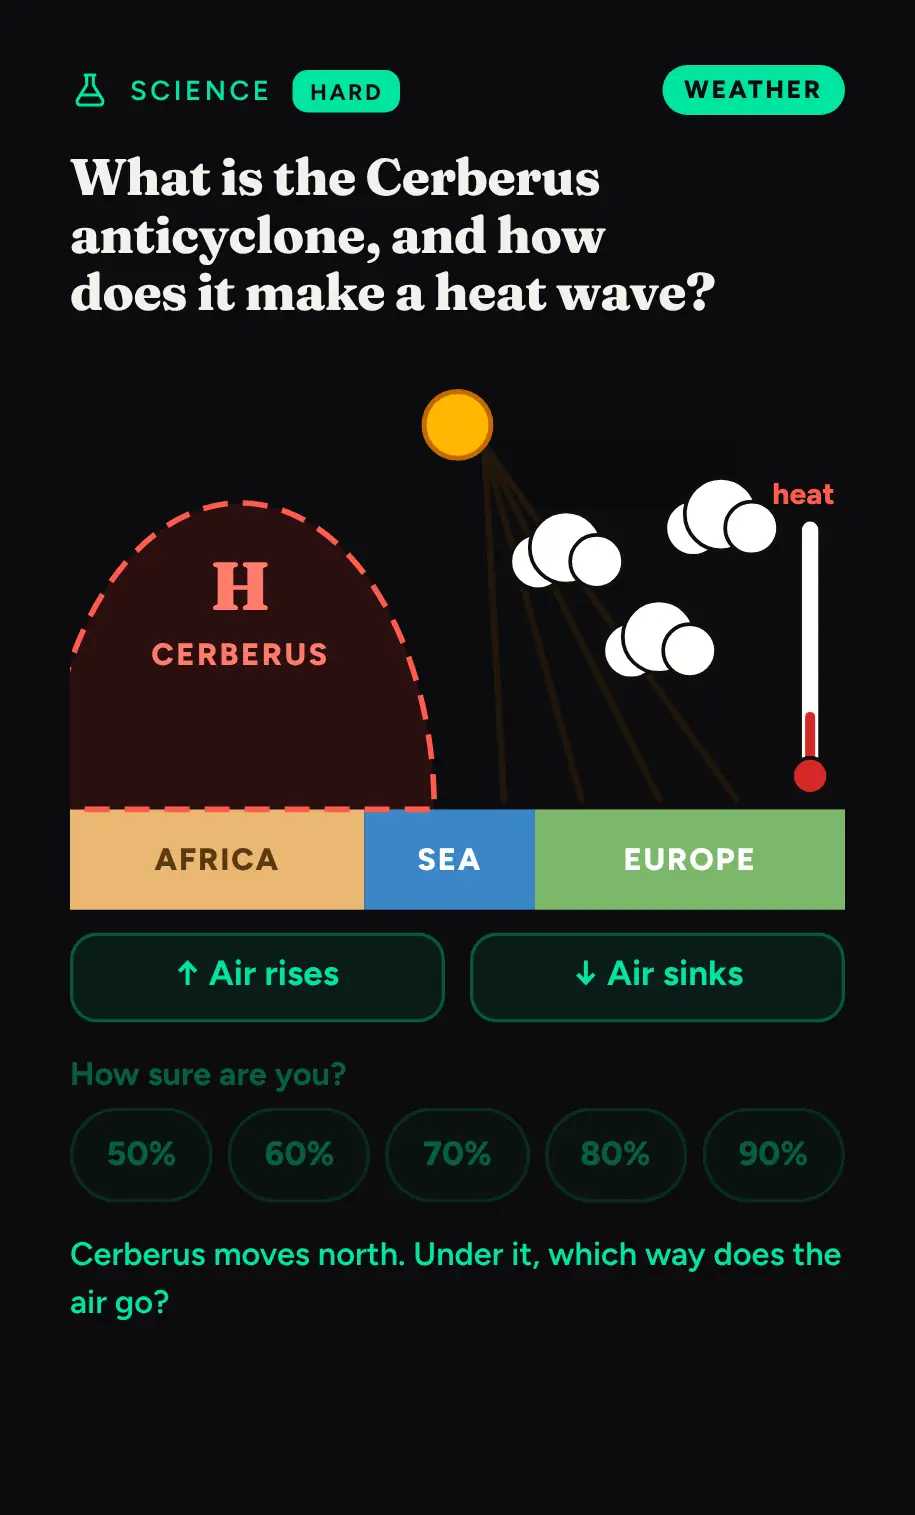 SCIENCE HARD WEATHER
What is the Cerberus
anticyclone, and how
does it make a heat wave?
heat
H
CERBERUS
AFRICA SEA EUROPE
↑ Air rises ↓ Air sinks
How sure are you?
50% 60% 70% 80% 90%
Cerberus moves north. Under it, which way does the
air go?